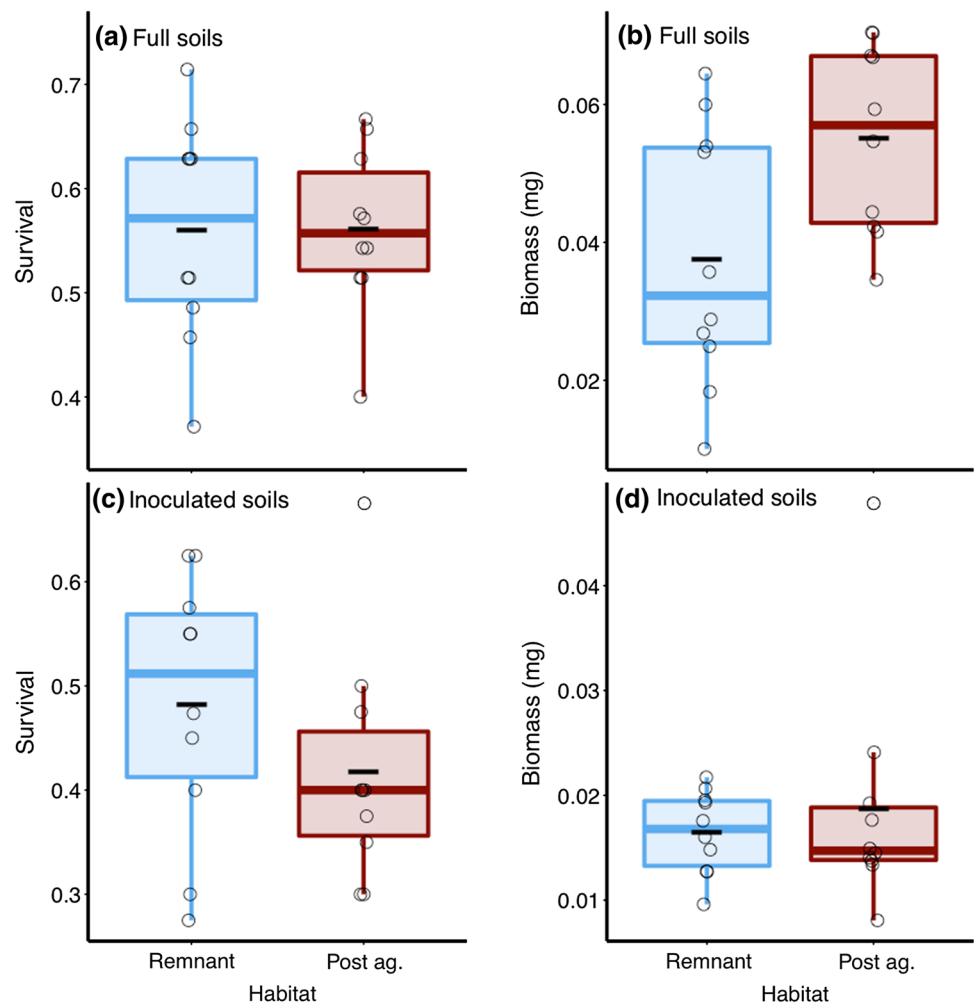 (a) Full soils
Survival
0.7
0.6
0.5
0.4
(b) Full soils
Biomass (mg)
0.06
0.04
0.02
(c) Inoculated soils
Survival
0.6
0.5
0.4
0.3
Remnant
Post ag.
Habitat
(d) Inoculated soils
Biomass (mg)
0.04
0.03
0.02
0.01
Remnant
Post ag.
Habitat